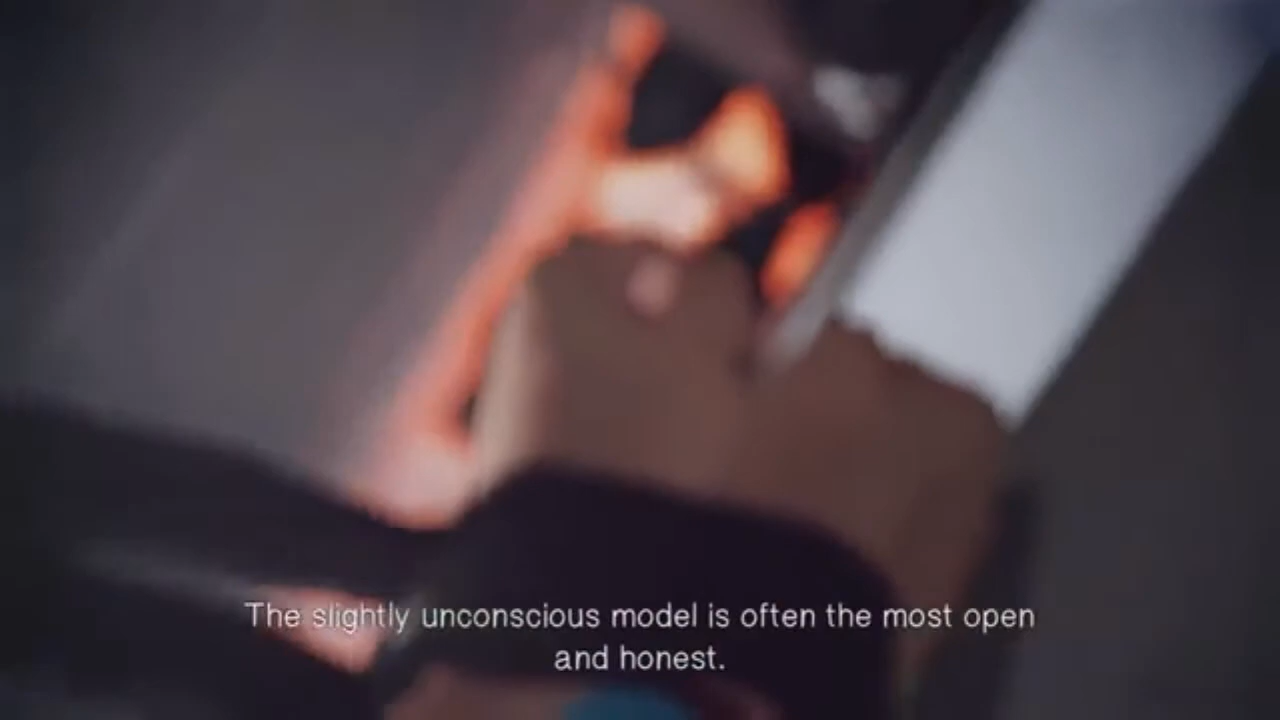 The slightly unconscious model is often the most open
and honest.